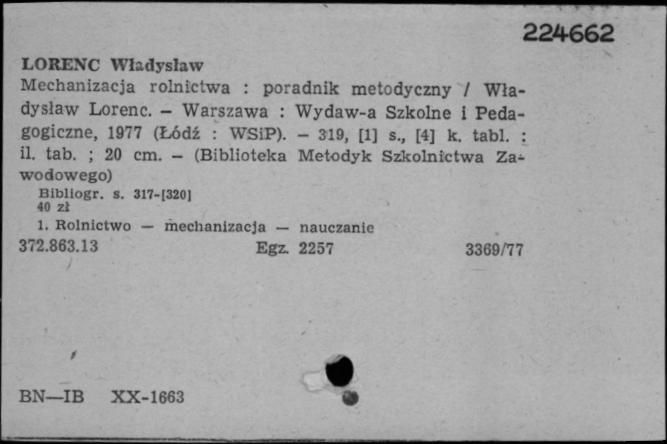 224662
LORENC Władysław
Mechanizacja rolnictwa : poradnik metodyczny / Wła-
dysław Lorenc. — Warszawa : Wydaw-a Szkolne i Peda-
gogiczne, 1977 (Łódź : WSiP). — 319, [1] s., [4] k. tabl. :
il. tab. ; 20 cm. — (Biblioteka Metodyk Szkolnictwa Za-
wodowego)
Bibliogr. s. 317-[320]
40 zł
1. Rolnictwo — mechanizacja — nauczanie
372.863.13 Egz. 2257 3369/77
BN—IB XX-1663